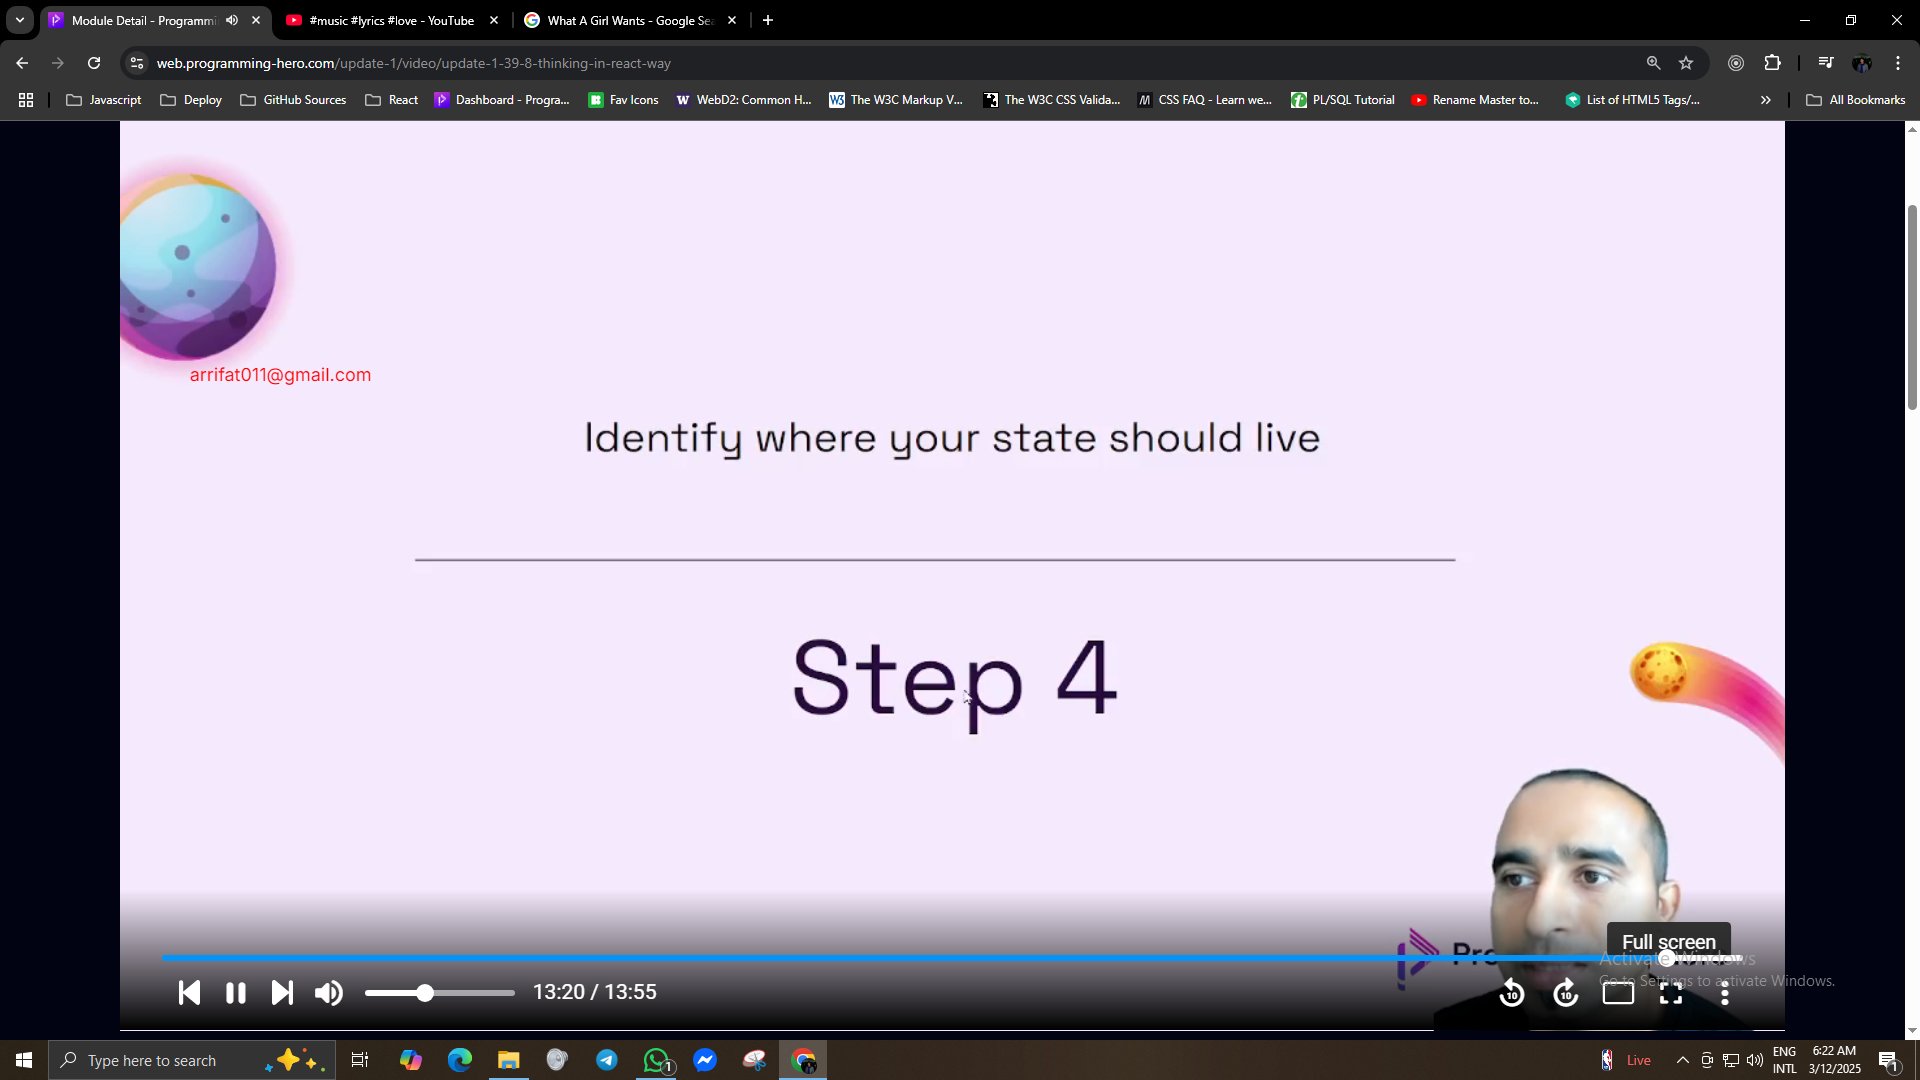 Module Detail - Programmi
#music #lyrics #love - YouTube
What A Girl Wants - Google Sea
web.programming-hero.com/update-1/video/update-1-39-8-thinking-in-react-way
Javascript
Deploy
GitHub Sources
React
Dashboard - Progra...
Fav Icons
WebD2: Common H...
The W3C Markup V...
The W3C CSS Valida...
CSS FAQ - Learn we...
PL/SQL Tutorial
Rename Master to...
List of HTML5 Tags/...
All Bookmarks
arrifat011@gmail.com
Identify where your state should live
Step 4
Full screen
Activate Windows
Go to Settings to activate Windows.
13:20 / 13:55
10
10
Type here to search
1
Live
ENG
INTL
6:22 AM
3/12/2025
1